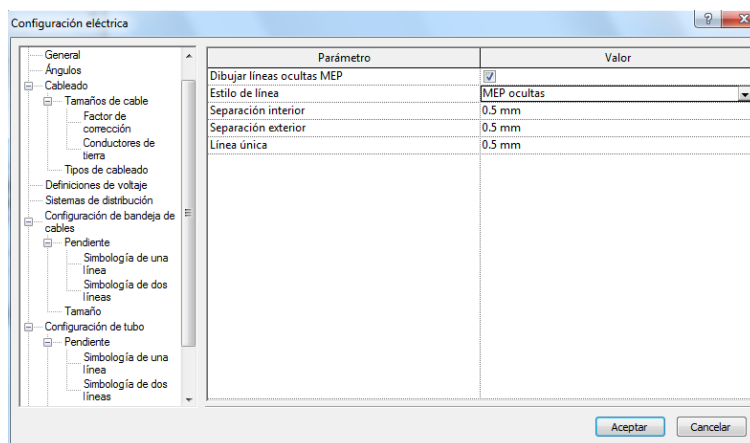 Configuración eléctrica
General
Ángulos
Cableado
Tamaños de cable
Factor de
corrección
Conductores de
tierra
Tipos de cableado
Definiciones de voltaje
Sistemas de distribución
Configuración de bandeja de
cables
Pendiente
Simbología de una
línea
Simbología de dos
líneas
Tamaño
Configuración de tubo
Pendiente
Simbología de una
línea
Simbología de dos
líneas
Parámetro Valor
Dibujar líneas ocultas MEP
Estilo de línea MEP ocultas
Separación interior 0.5 mm
Separación exterior 0.5 mm
Línea única 0.5 mm
Aceptar Cancelar